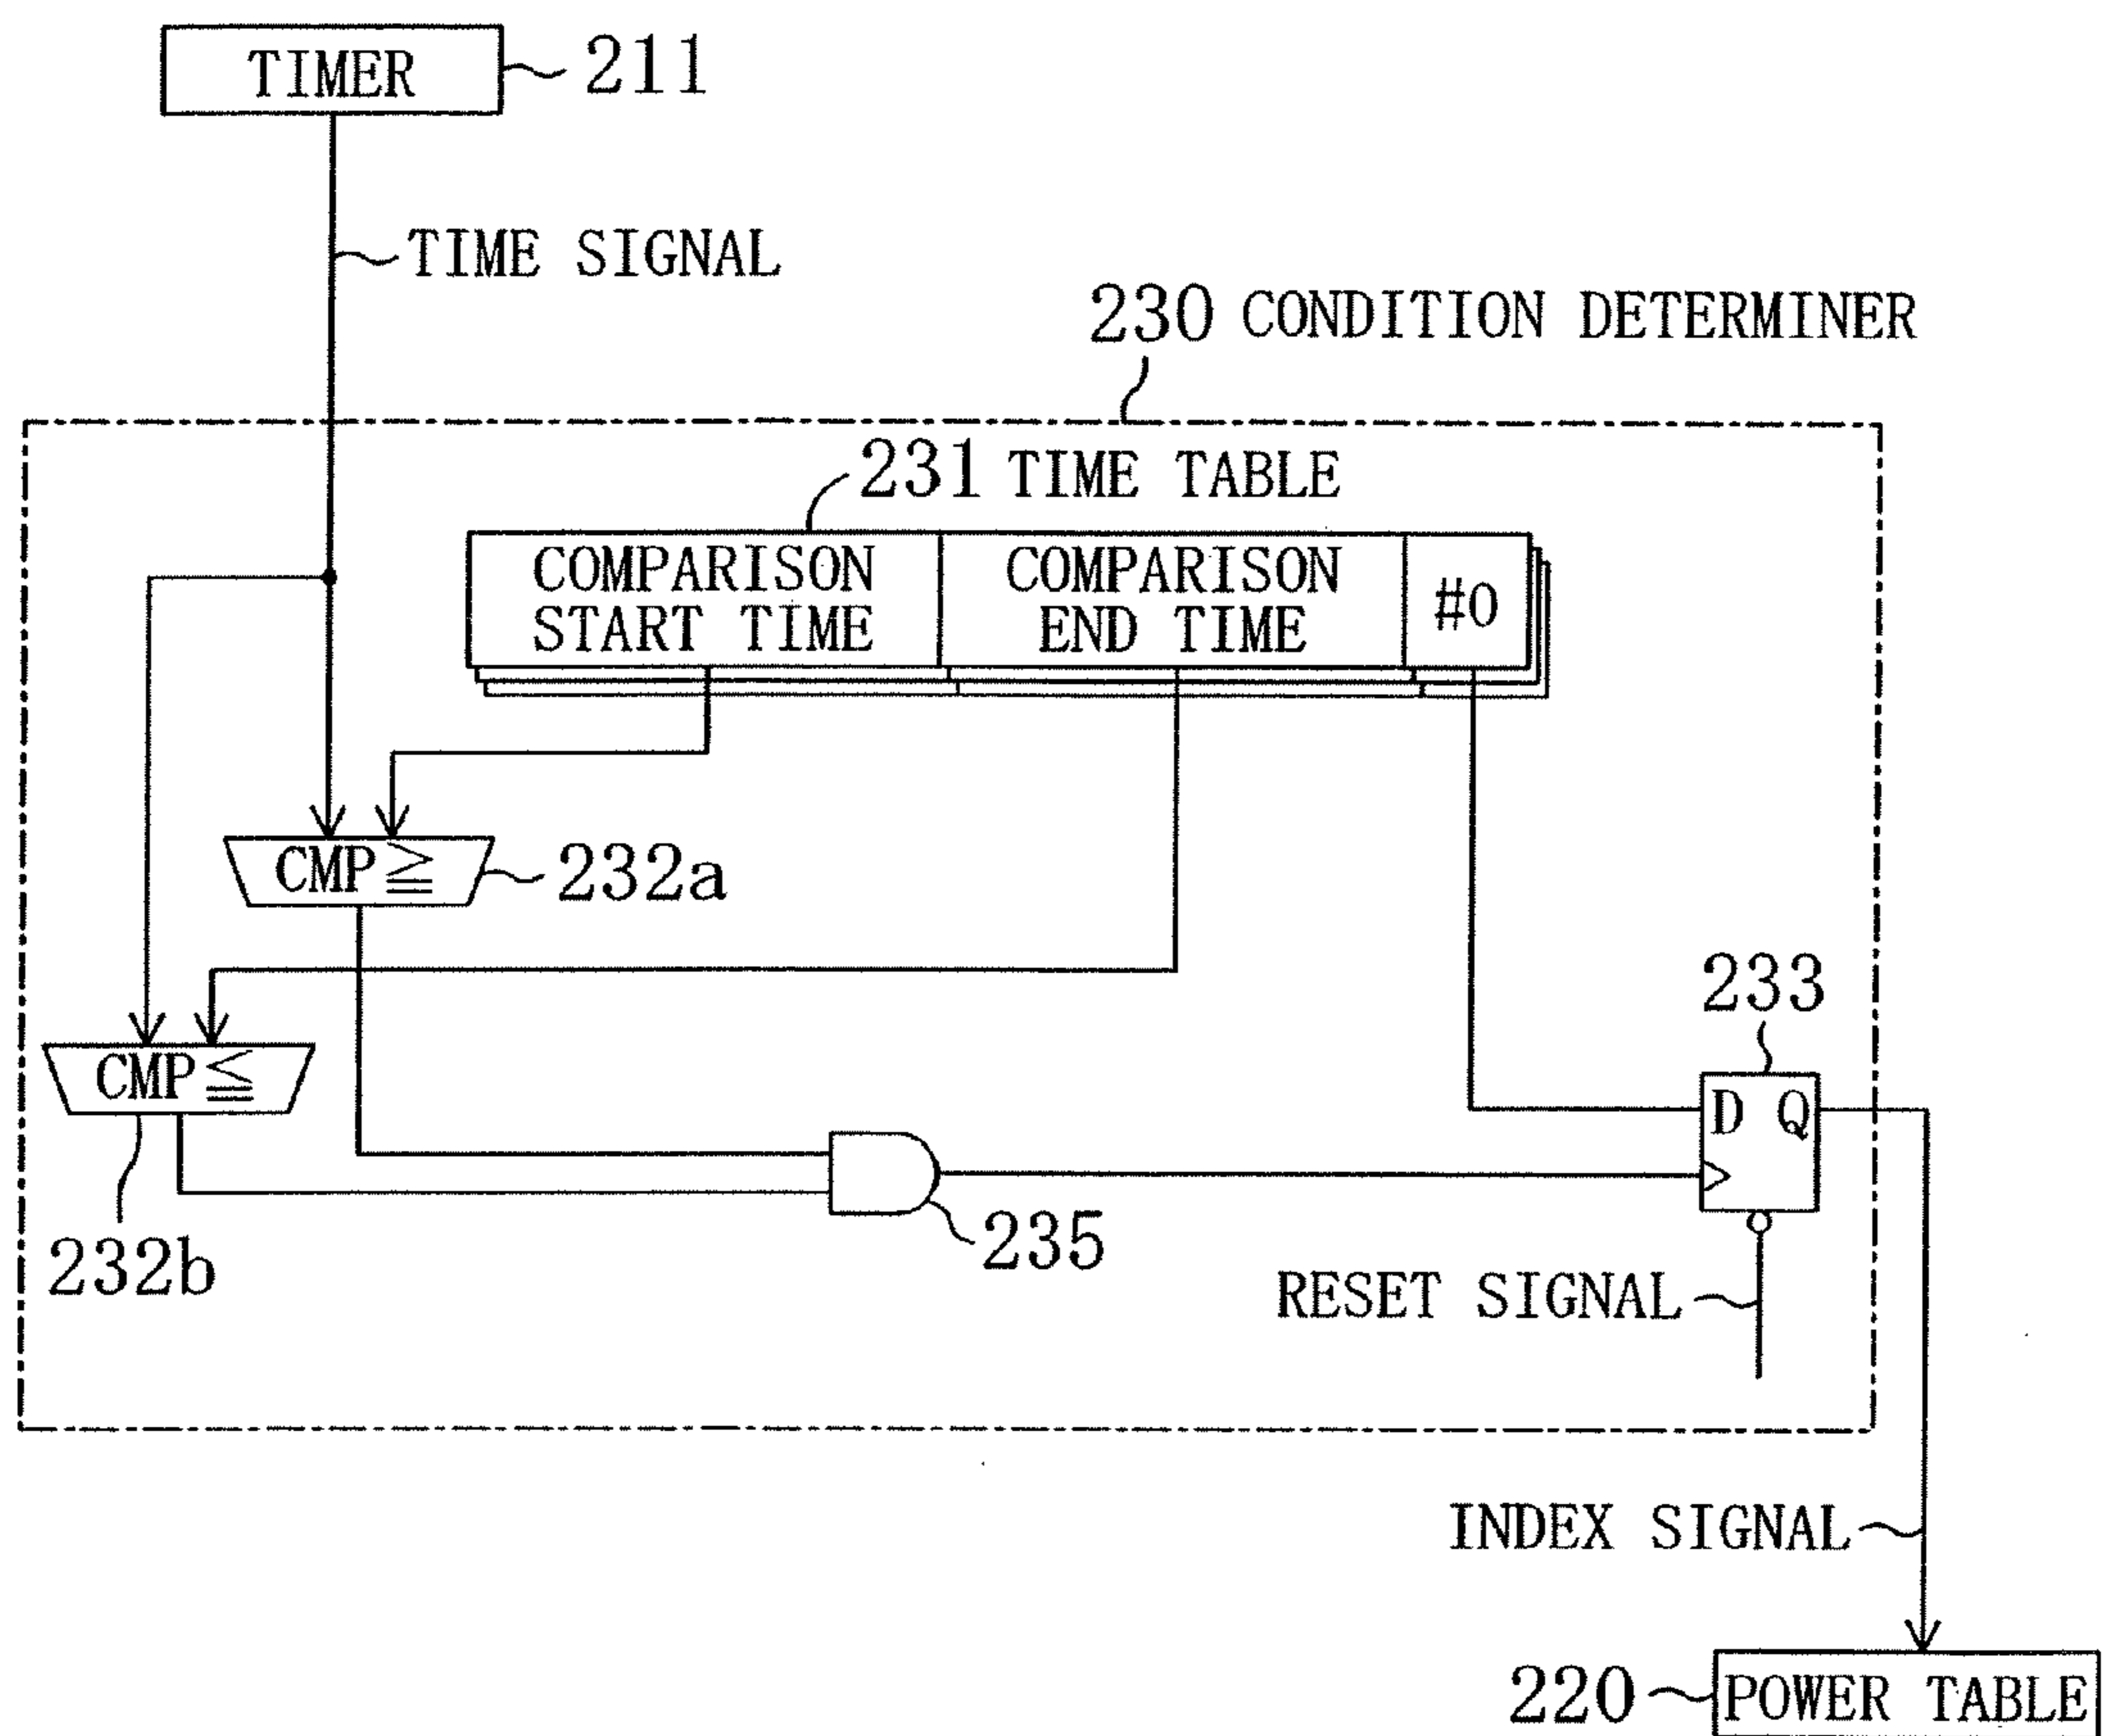 TIMER
211
TIME SIGNAL
230 CONDITION DETERMINER
231 TIME TABLE
COMPARISON
START TIME
COMPARISON
END TIME
#0
CMP≧
232a
CMP≦
232b
233
D Q
235
RESET SIGNAL
INDEX SIGNAL
220
POWER TABLE